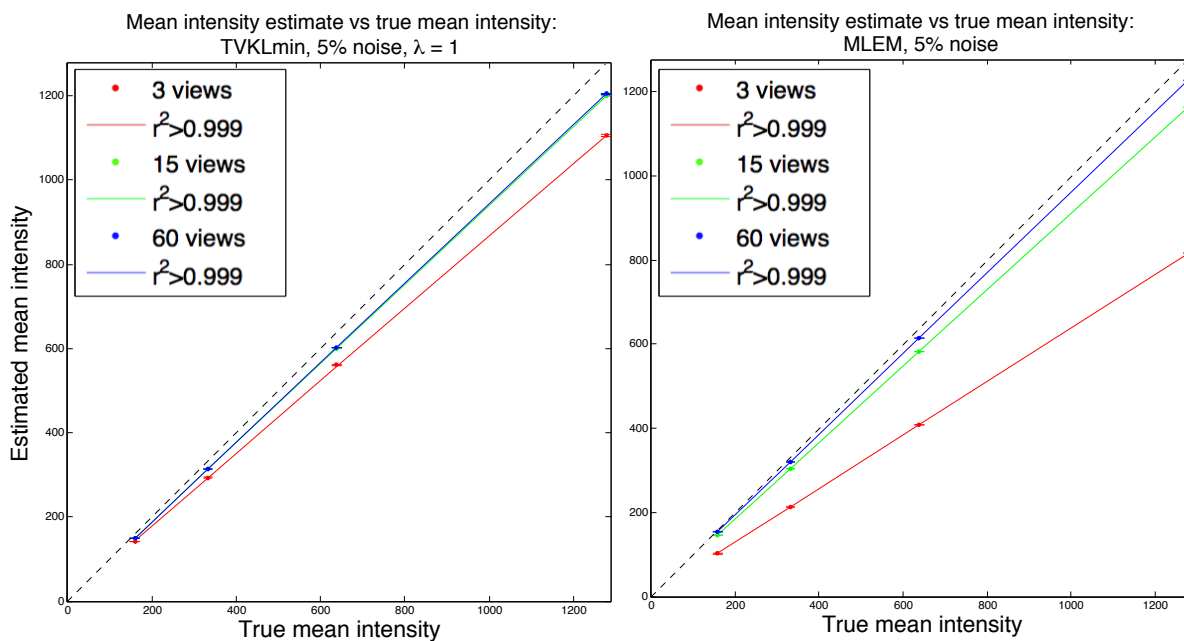 Mean intensity estimate vs true mean intensity:
TVKLmin, 5% noise, λ = 1
3 views
r²>0.999
15 views
r²>0.999
60 views
r²>0.999
Estimated mean intensity
1200
1000
800
600
400
200
0
0 200 400 600 800 1000 1200
True mean intensity
Mean intensity estimate vs true mean intensity:
MLEM, 5% noise
3 views
r²>0.999
15 views
r²>0.999
60 views
r²>0.999
1200
1000
800
600
400
200
0
0 200 400 600 800 1000 1200
True mean intensity